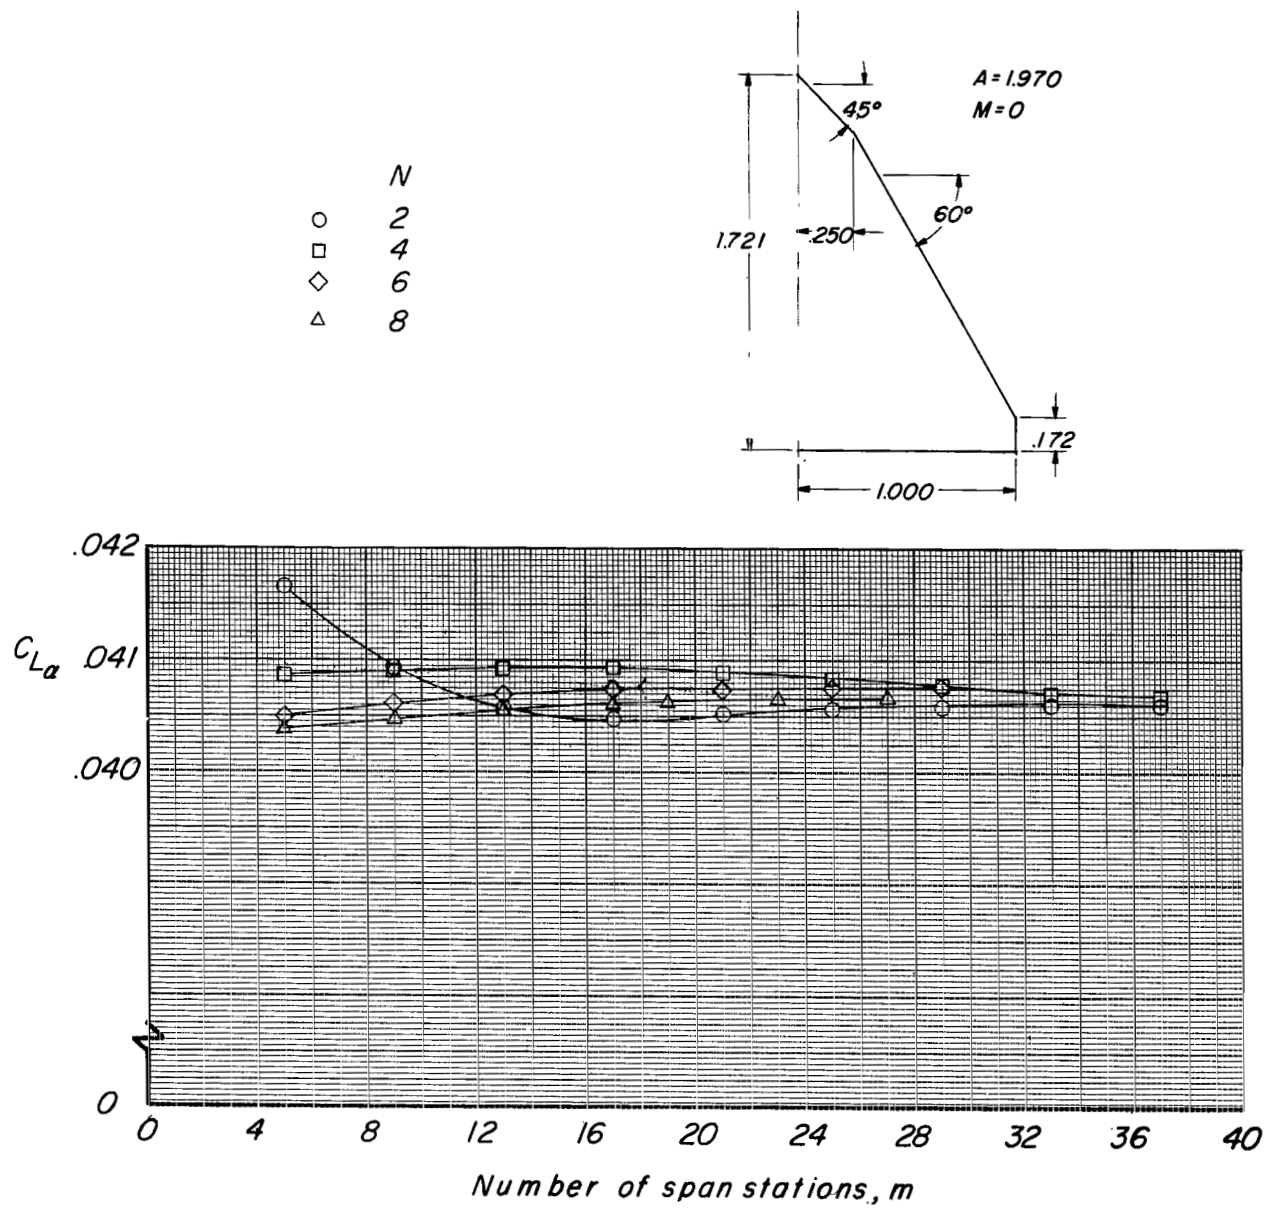 A=1.970
M=0
45°
60°
1.721
.250
.172
1.000
N
2
4
6
8
.042
C_Lα .041
.040
0
0 4 8 12 16 20 24 28 32 36 40
Number of span stations, m